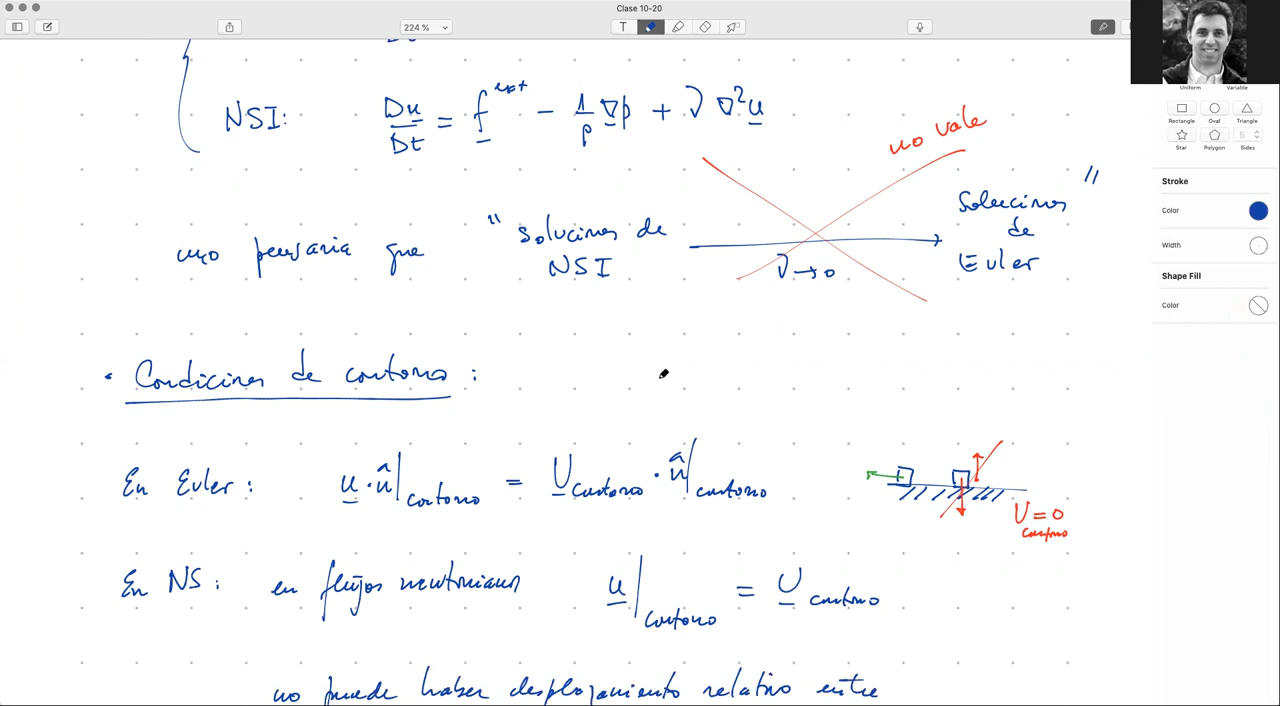 Clase 10-20
224 %
T
Uniform Variable
Rectangle Oval Triangle
Star Polygon 5 Sides
Stroke
Color
Width
Shape Fill
Color
NSI: Du/Dt = f^ext - 1/ρ ∇p + ν ∇²u
no vale
uno pensaria que "soluciones de NSI ν→0 Soluciones de Euler"
• Condiciones de contorno :
En Euler: u · n̂ |contorno = U contorno · n̂ |contorno
U = 0
contorno
En NS: en flujos newtonianos u |contorno = U contorno
no puede haber desplazamiento relativo entre